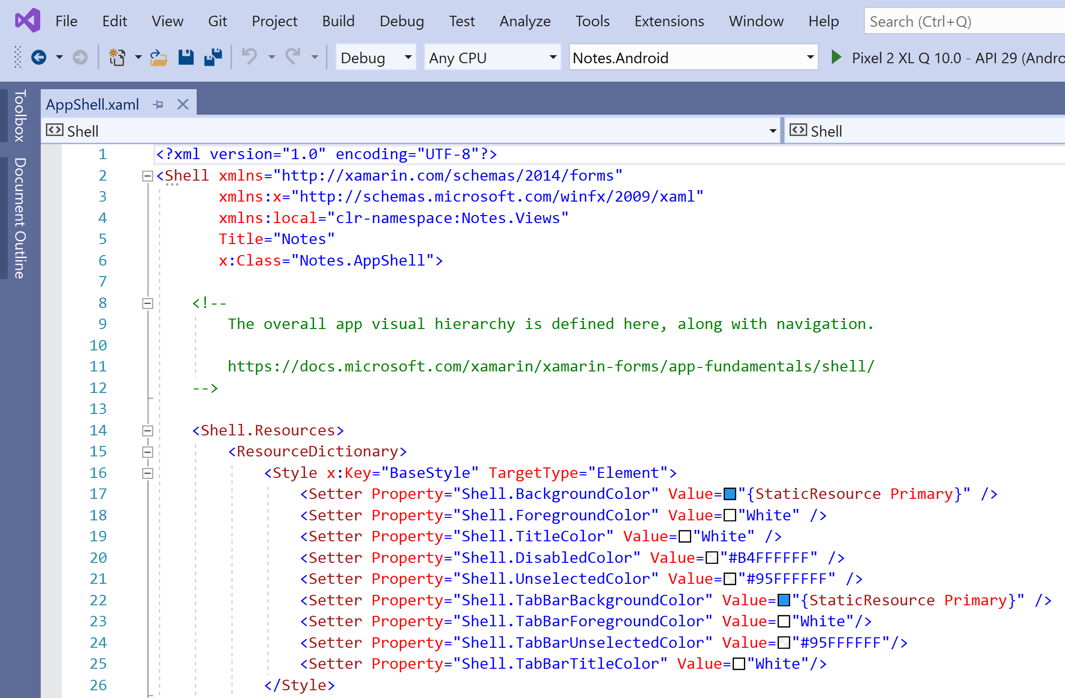 File Edit View Git Project Build Debug Test Analyze Tools Extensions Window Help Search (Ctrl+Q)
Debug Any CPU Notes.Android Pixel 2 XL Q 10.0 - API 29 (Andro
Toolbox
Document Outline
AppShell.xaml
Shell Shell
1 <?xml version="1.0" encoding="UTF-8"?>
2 <Shell xmlns="http://xamarin.com/schemas/2014/forms"
3 xmlns:x="http://schemas.microsoft.com/winfx/2009/xaml"
4 xmlns:local="clr-namespace:Notes.Views"
5 Title="Notes"
6 x:Class="Notes.AppShell">
7
8 <!--
9 The overall app visual hierarchy is defined here, along with navigation.
10
11 https://docs.microsoft.com/xamarin/xamarin-forms/app-fundamentals/shell/
12 -->
13
14 <Shell.Resources>
15 <ResourceDictionary>
16 <Style x:Key="BaseStyle" TargetType="Element">
17 <Setter Property="Shell.BackgroundColor" Value="{StaticResource Primary}" />
18 <Setter Property="Shell.ForegroundColor" Value="White" />
19 <Setter Property="Shell.TitleColor" Value="White" />
20 <Setter Property="Shell.DisabledColor" Value="#B4FFFFFF" />
21 <Setter Property="Shell.UnselectedColor" Value="#95FFFFFF" />
22 <Setter Property="Shell.TabBarBackgroundColor" Value="{StaticResource Primary}" />
23 <Setter Property="Shell.TabBarForegroundColor" Value="White"/>
24 <Setter Property="Shell.TabBarUnselectedColor" Value="#95FFFFFF"/>
25 <Setter Property="Shell.TabBarTitleColor" Value="White"/>
26 </Style>